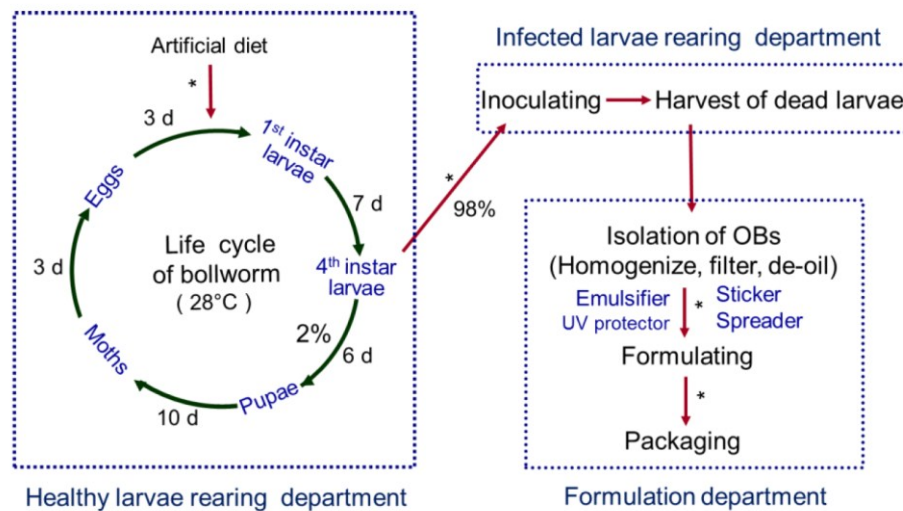 Artificial diet
*
3 d
1st instar
larvae
7 d
4th instar
larvae
2%
6 d
Pupae
10 d
Moths
3 d
Eggs
Life cycle
of bollworm
( 28°C )
Healthy larvae rearing department
*
98%
Infected larvae rearing department
Inoculating
Harvest of dead larvae
Isolation of OBs
(Homogenize, filter, de-oil)
Emulsifier
UV protector
*
Sticker
Spreader
Formulating
*
Packaging
Formulation department